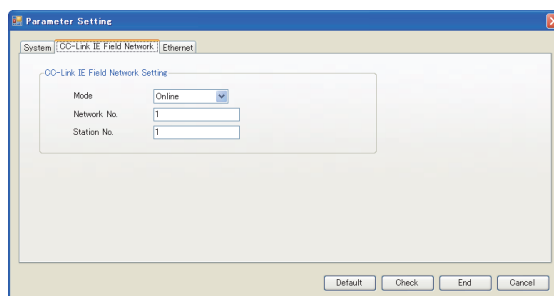 Parameter Setting
System CC-Link IE Field Network Ethernet
CC-Link IE Field Network Setting
Mode Online
Network No. 1
Station No. 1
Default Check End Cancel